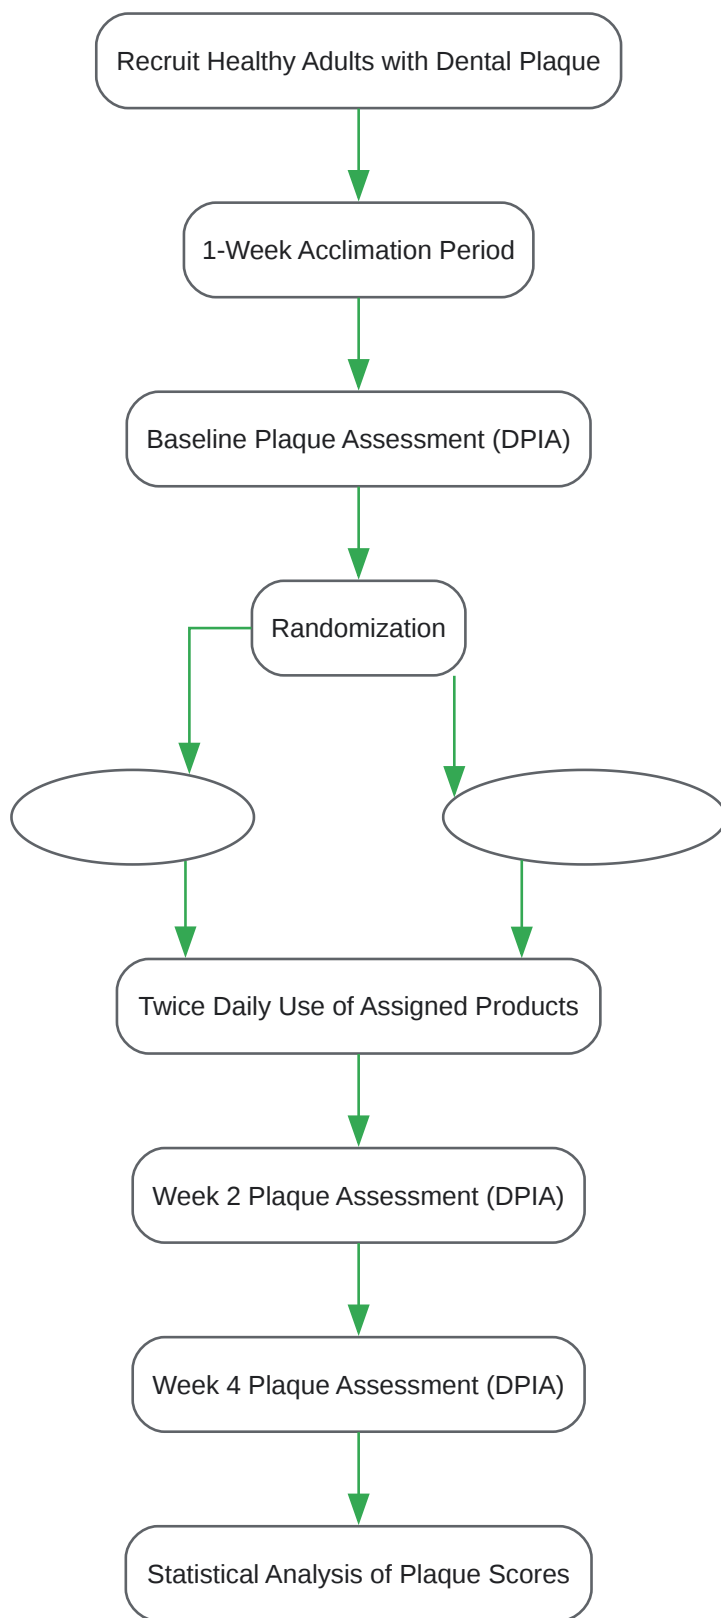 Recruit Healthy Adults with Dental Plaque
1-Week Acclimation Period
Baseline Plaque Assessment (DPIA)
Randomization
Twice Daily Use of Assigned Products
Week 2 Plaque Assessment (DPIA)
Week 4 Plaque Assessment (DPIA)
Statistical Analysis of Plaque Scores